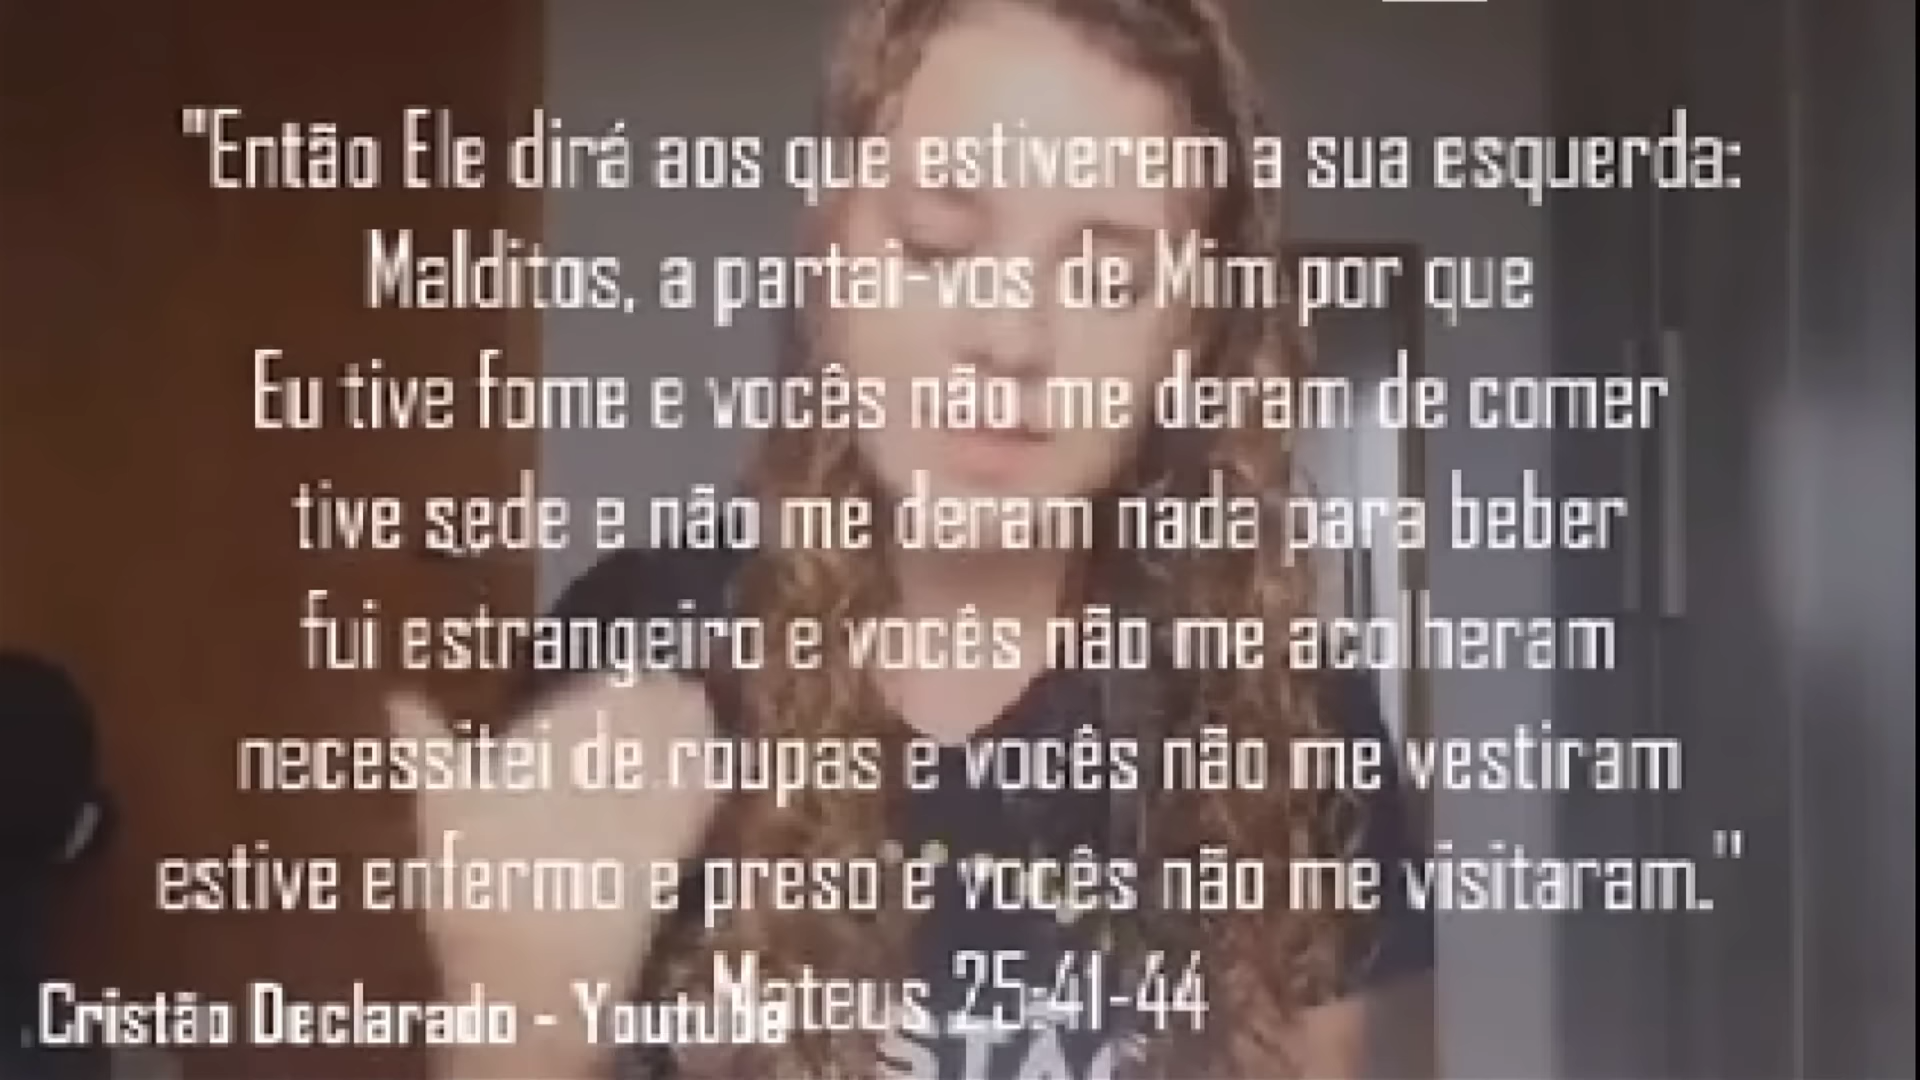 "Então Ele dirá aos que estiverem a sua esquerda:
Malditos, a partai-vos de Mim por que
Eu tive fome e vocês não me deram de comer
tive sede e não me deram nada para beber
fui estrangeiro e vocês não me acolheram
necessitei de roupas e vocês não me vestiram
estive enfermo e preso e vocês não me visitaram."
Mateus 25:41-44
Cristão Declarado - Youtube